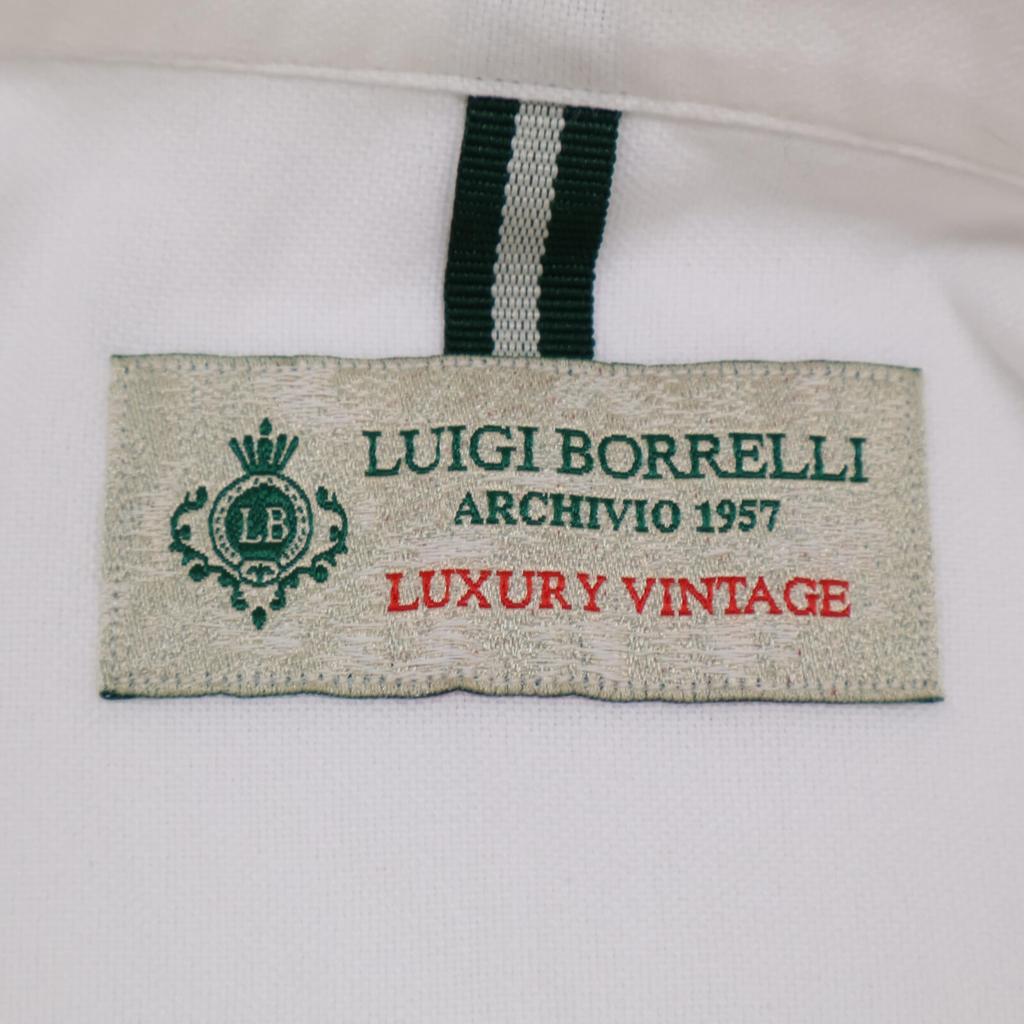 LB
LUIGI BORRELLI
ARCHIVIO 1957
LUXURY VINTAGE